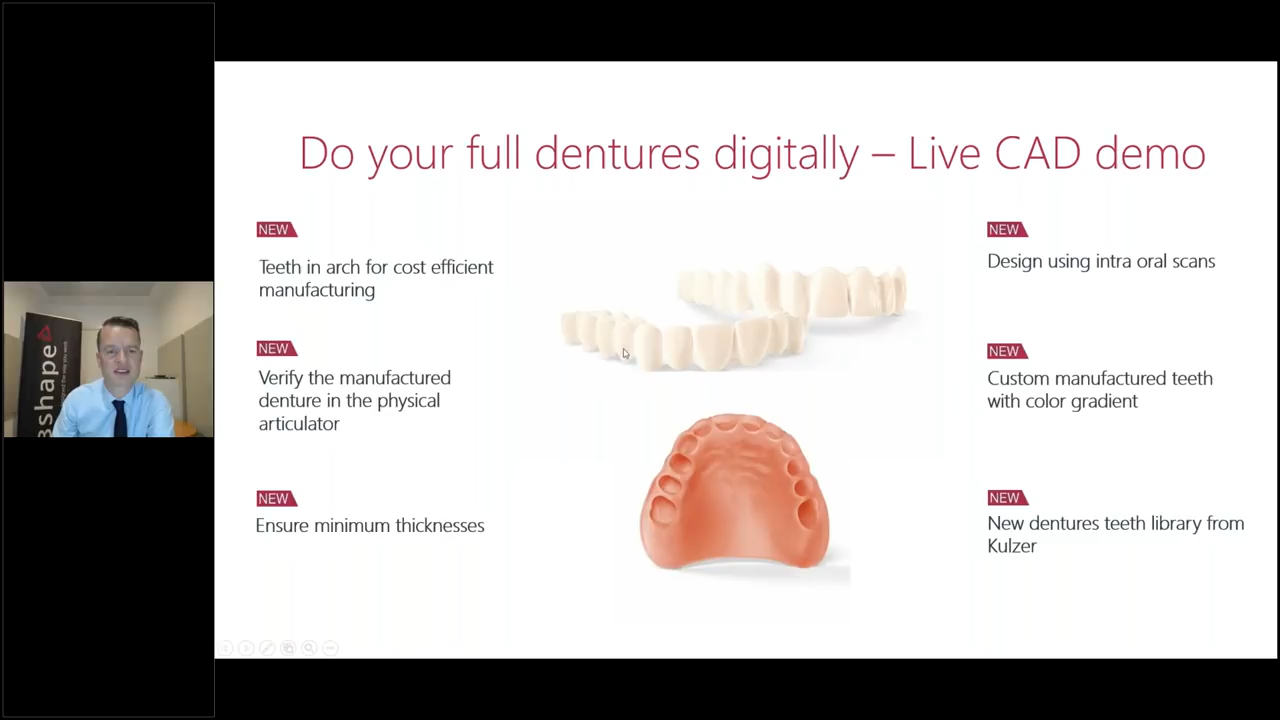 Do your full dentures digitally – Live CAD demo
NEW
Teeth in arch for cost efficient
manufacturing
NEW
Verify the manufactured
denture in the physical
articulator
NEW
Ensure minimum thicknesses
NEW
Design using intra oral scans
NEW
Custom manufactured teeth
with color gradient
NEW
New dentures teeth library from
Kulzer
3shape